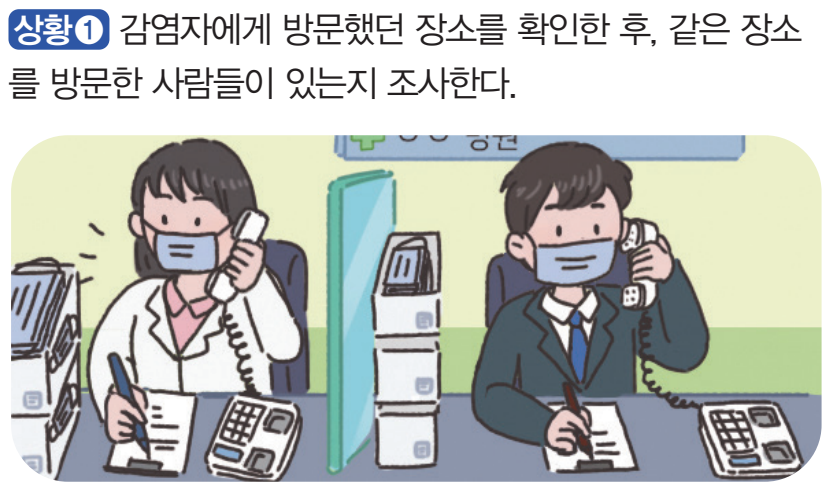 상황❶ 감염자에게 방문했던 장소를 확인한 후, 같은 장소
를 방문한 사람들이 있는지 조사한다.